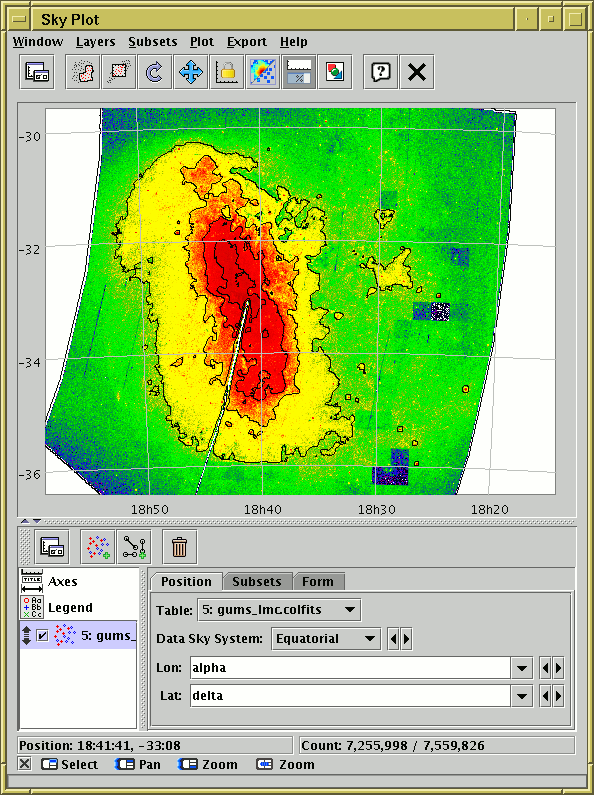 Sky Plot
Window Layers Subsets Plot Export Help
-30
-32
-34
-36
18h50 18h40 18h30 18h20
Axes
Legend
5: gums_
Position Subsets Form
Table: 5: gums_lmc.colfits
Data Sky System: Equatorial
Lon: alpha
Lat: delta
Position: 18:41:41, -33:08 Count: 7,255,998 / 7,559,826
Select Pan Zoom Zoom